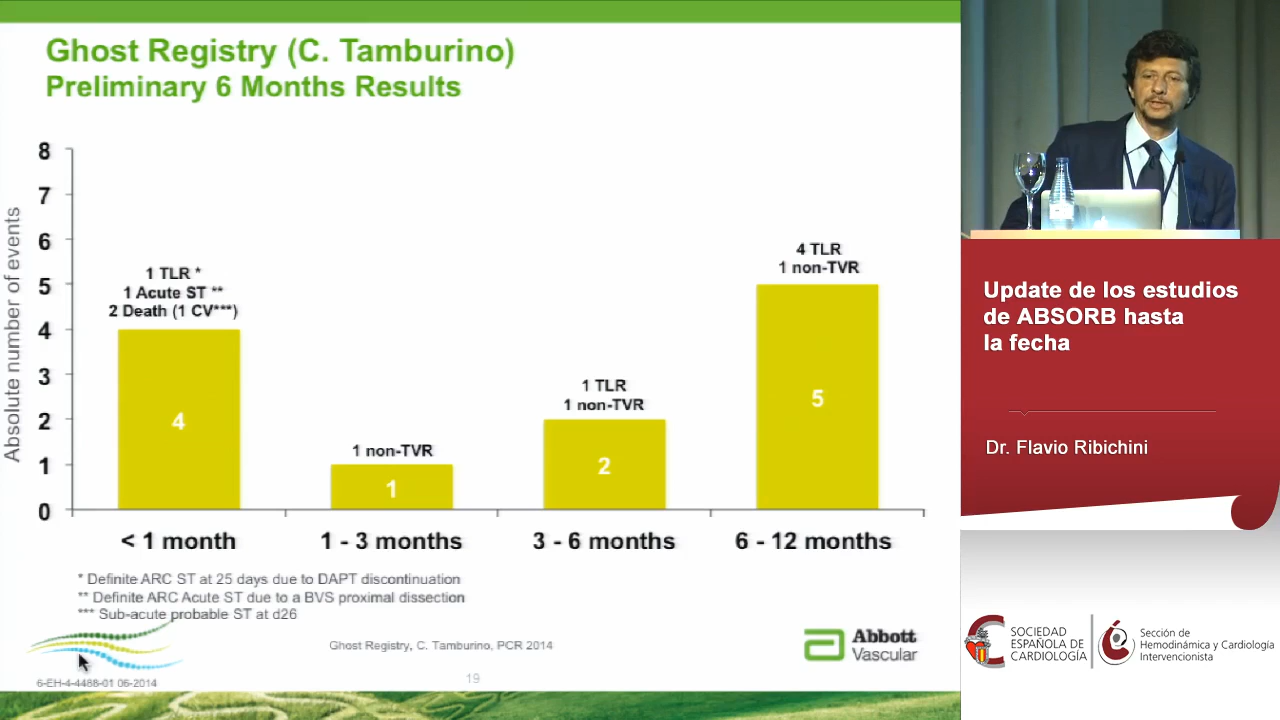 Ghost Registry (C. Tamburino)
Preliminary 6 Months Results
Absolute number of events
8
7
6
5
4
3
2
1
0
1 TLR *
1 Acute ST **
2 Death (1 CV***)
4
1 non-TVR
1
1 TLR
1 non-TVR
2
4 TLR
1 non-TVR
5
< 1 month
1 - 3 months
3 - 6 months
6 - 12 months
* Definite ARC ST at 25 days due to DAPT discontinuation
** Definite ARC Acute ST due to a BVS proximal dissection
*** Sub-acute probable ST at d26
Ghost Registry, C. Tamburino, PCR 2014
Abbott
Vascular
6-EH-4-4488-01 06-2014
19
Update de los estudios
de ABSORB hasta
la fecha
Dr. Flavio Ribichini
SOCIEDAD
ESPAÑOLA DE
CARDIOLOGÍA
Sección de
Hemodinámica y Cardiología
Intervencionista